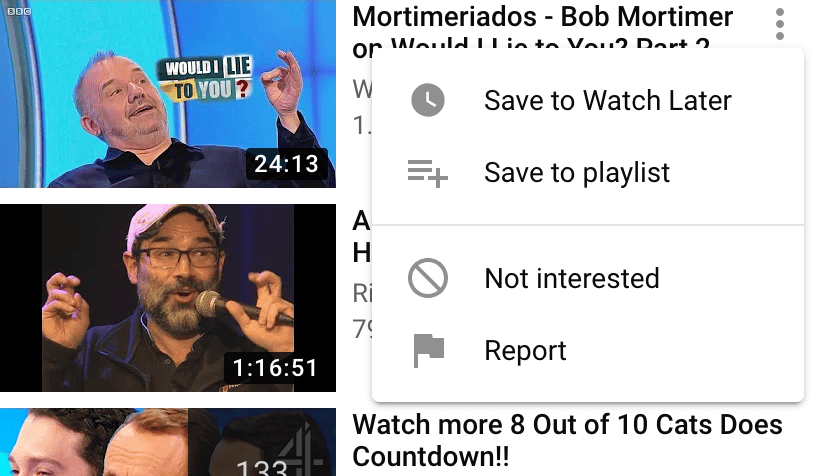 BBC
WOULD I LIE
TO YOU?
24:13
Mortimeriados - Bob Mortimer
on Would I Lie to You? Part 2
W
1.
Save to Watch Later
Save to playlist
1:16:51
A
H
Ri
79
Not interested
Report
133
4
Watch more 8 Out of 10 Cats Does
Countdown!!